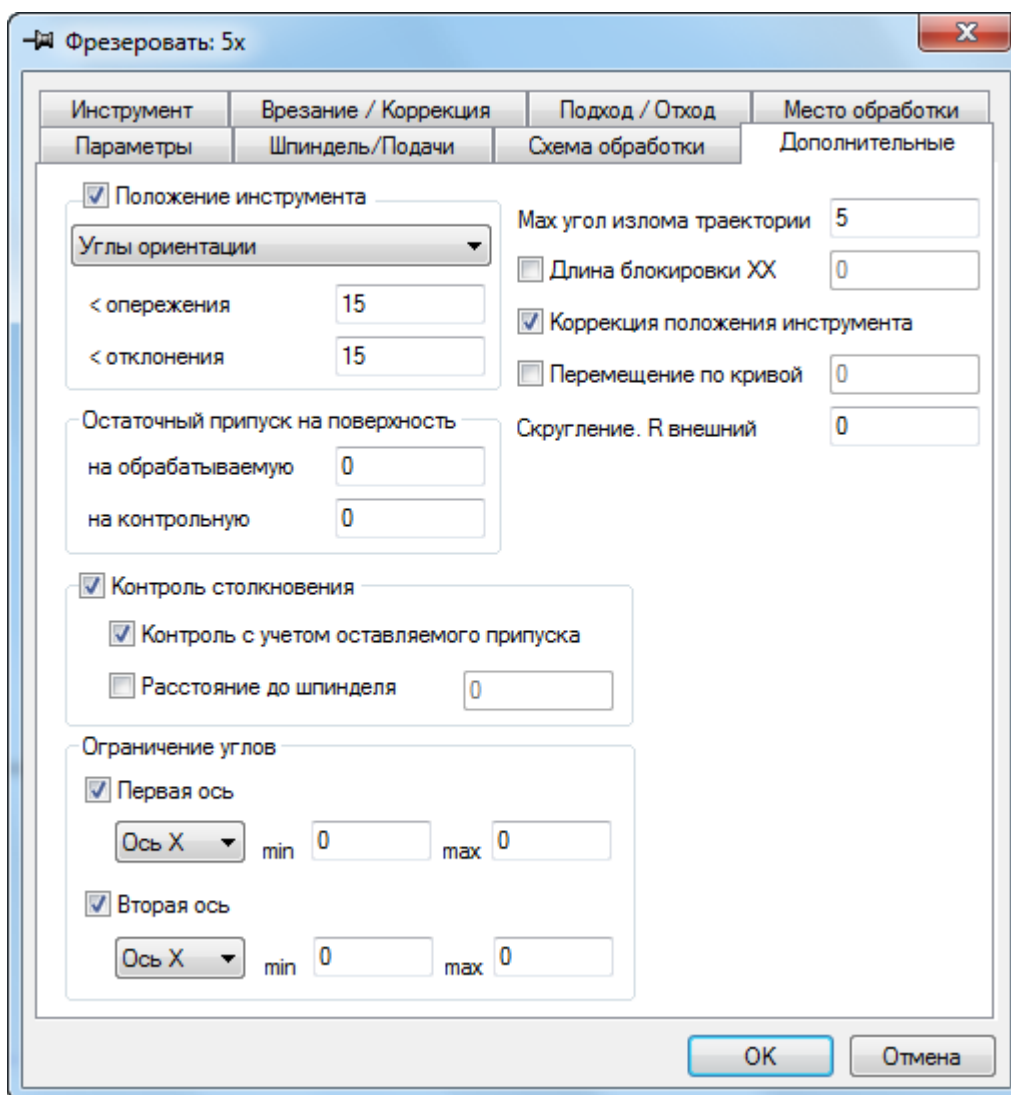 Фрезеровать: 5x
Инструмент Врезание / Коррекция Подход / Отход Место обработки
Параметры Шпиндель/Подачи Схема обработки Дополнительные
Положение инструмента
Углы ориентации
< опережения 15
< отклонения 15
Остаточный припуск на поверхность
на обрабатываемую 0
на контрольную 0
Max угол излома траектории 5
Длина блокировки XX 0
Коррекция положения инструмента
Перемещение по кривой 0
Скругление. R внешний 0
Контроль столкновения
Контроль с учетом оставляемого припуска
Расстояние до шпинделя 0
Ограничение углов
Первая ось
Ось X min 0 max 0
Вторая ось
Ось X min 0 max 0
OK Отмена